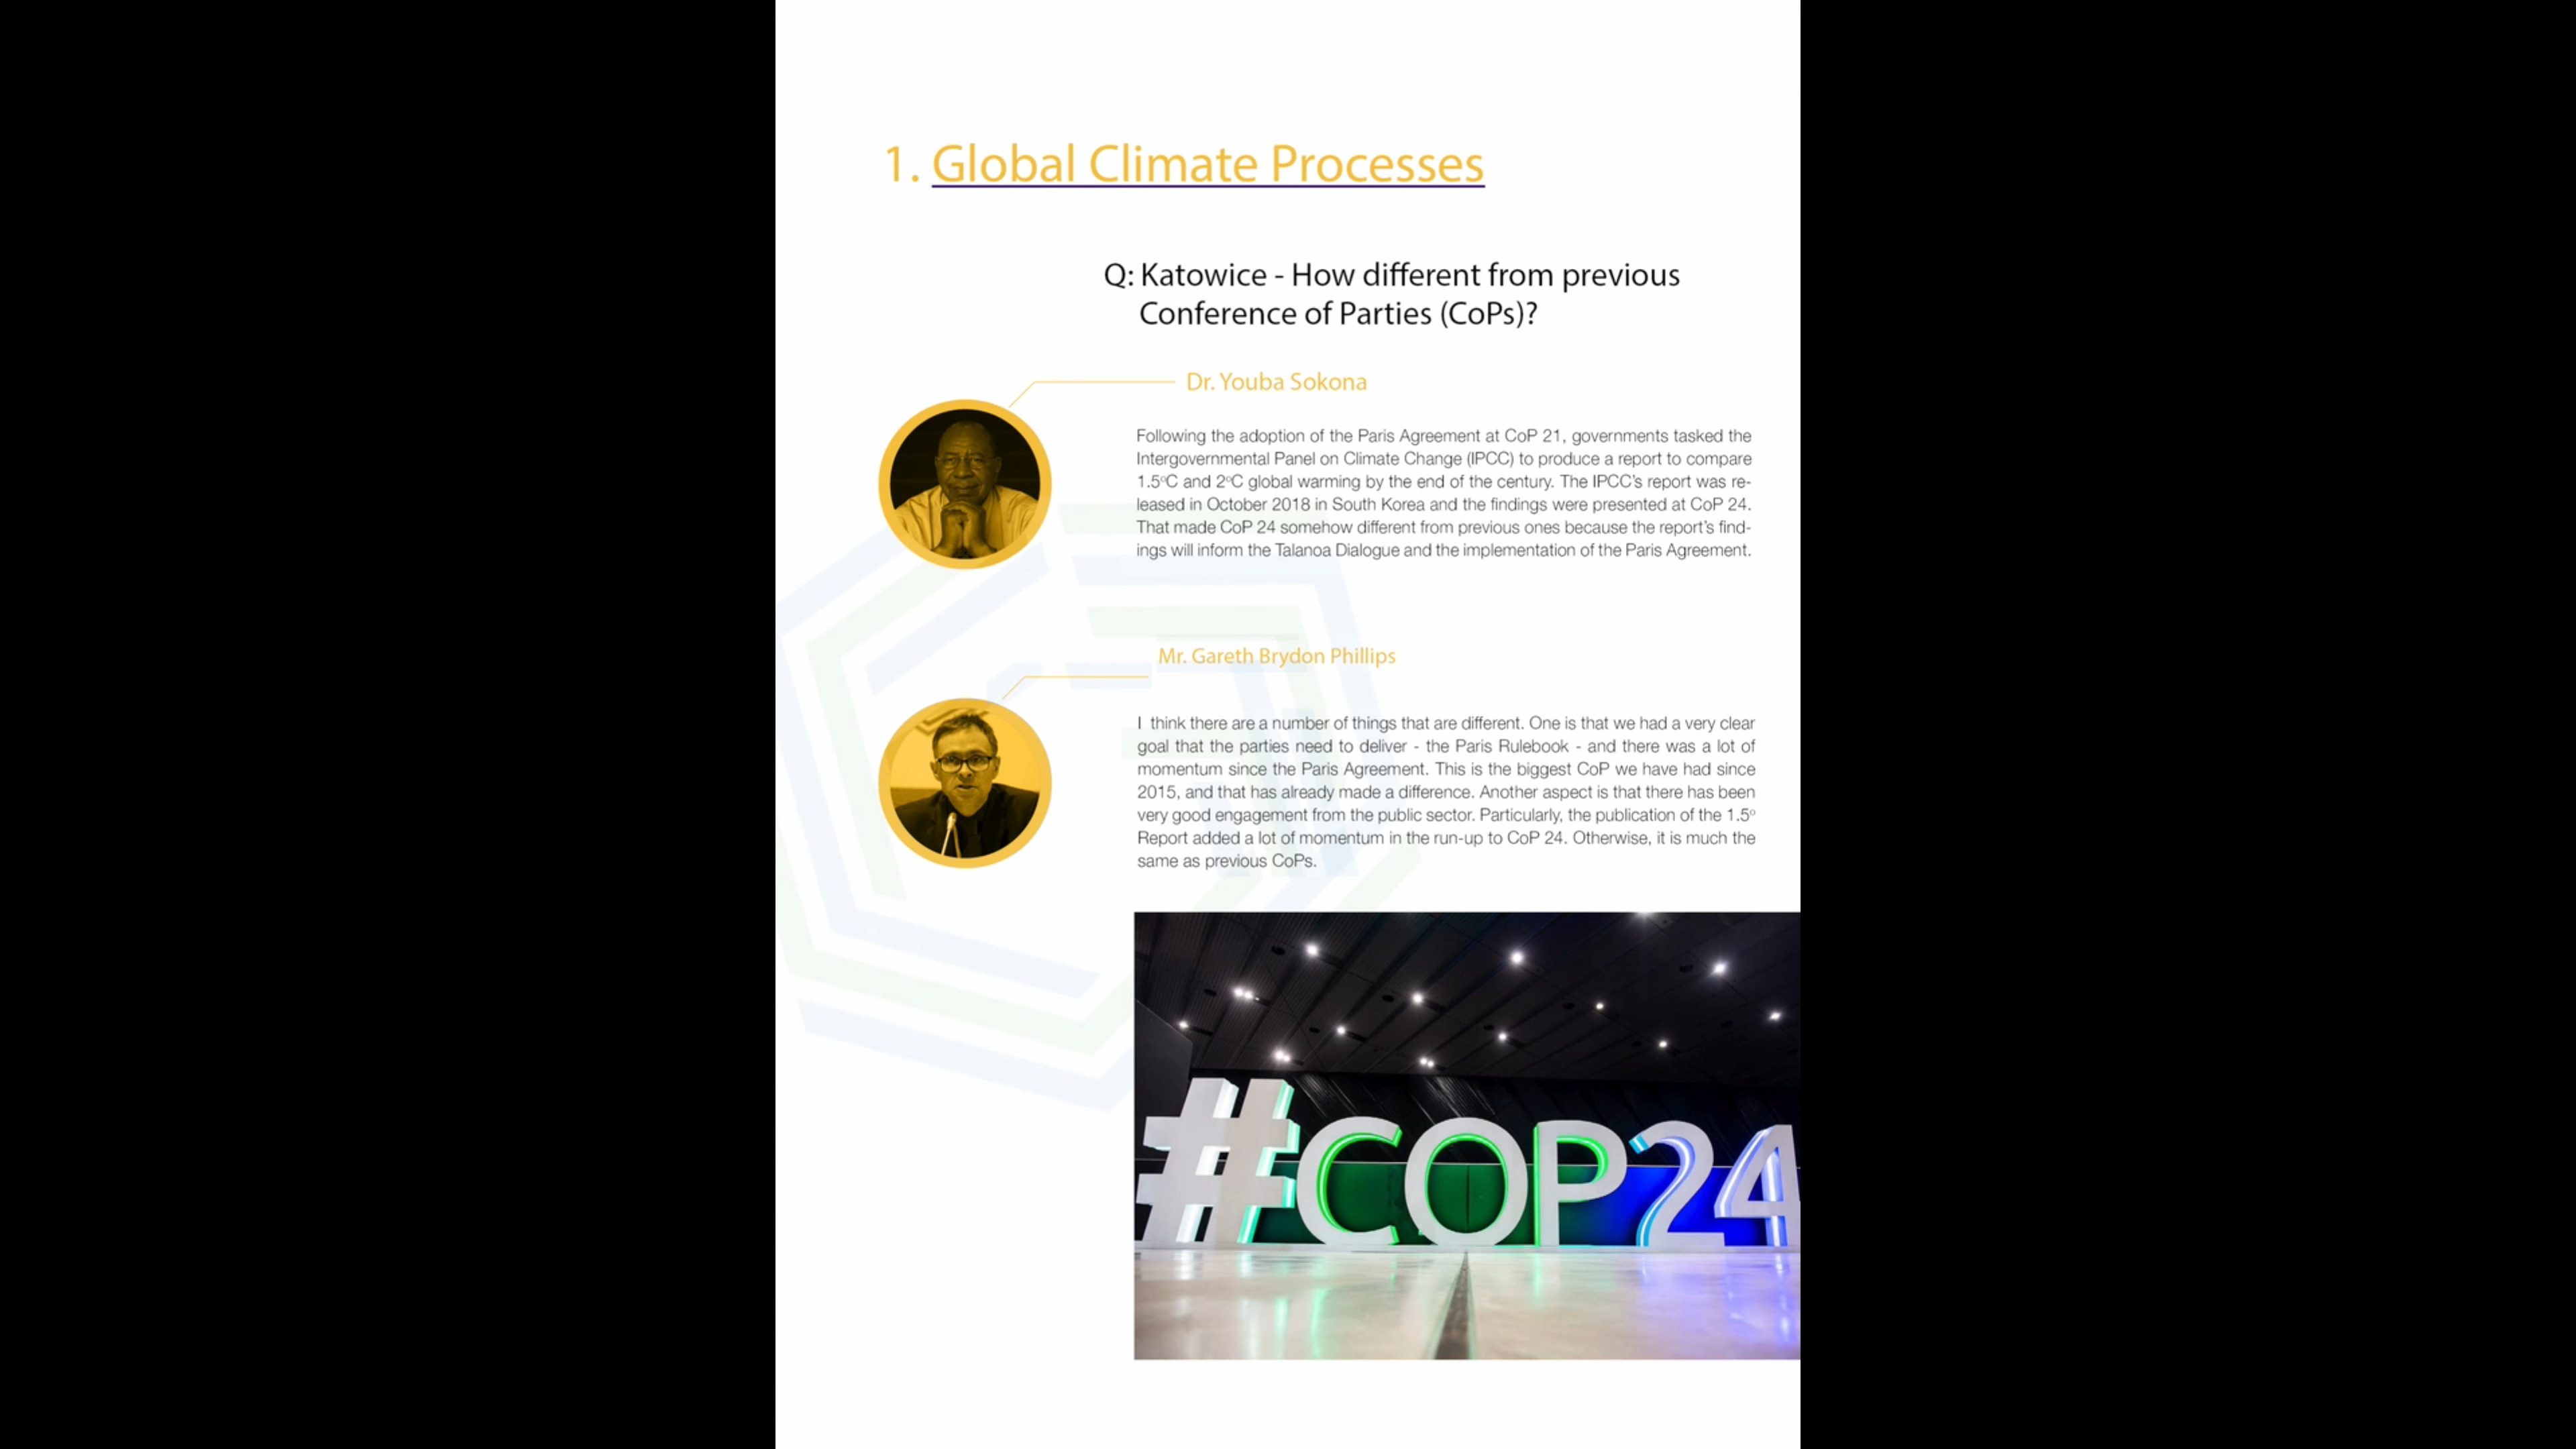 1. Global Climate Processes
Q: Katowice - How different from previous
Conference of Parties (CoPs)?
Dr. Youba Sokona
Following the adoption of the Paris Agreement at CoP 21, governments tasked the
Intergovernmental Panel on Climate Change (IPCC) to produce a report to compare
1.5°C and 2°C global warming by the end of the century. The IPCC's report was re-
leased in October 2018 in South Korea and the findings were presented at CoP 24.
That made CoP 24 somehow different from previous ones because the report's find-
ings will inform the Talanoa Dialogue and the implementation of the Paris Agreement.
Mr. Gareth Brydon Phillips
I think there are a number of things that are different. One is that we had a very clear
goal that the parties need to deliver - the Paris Rulebook - and there was a lot of
momentum since the Paris Agreement. This is the biggest CoP we have had since
2015, and that has already made a difference. Another aspect is that there has been
very good engagement from the public sector. Particularly, the publication of the 1.5°
Report added a lot of momentum in the run-up to CoP 24. Otherwise, it is much the
same as previous CoPs.
#COP24